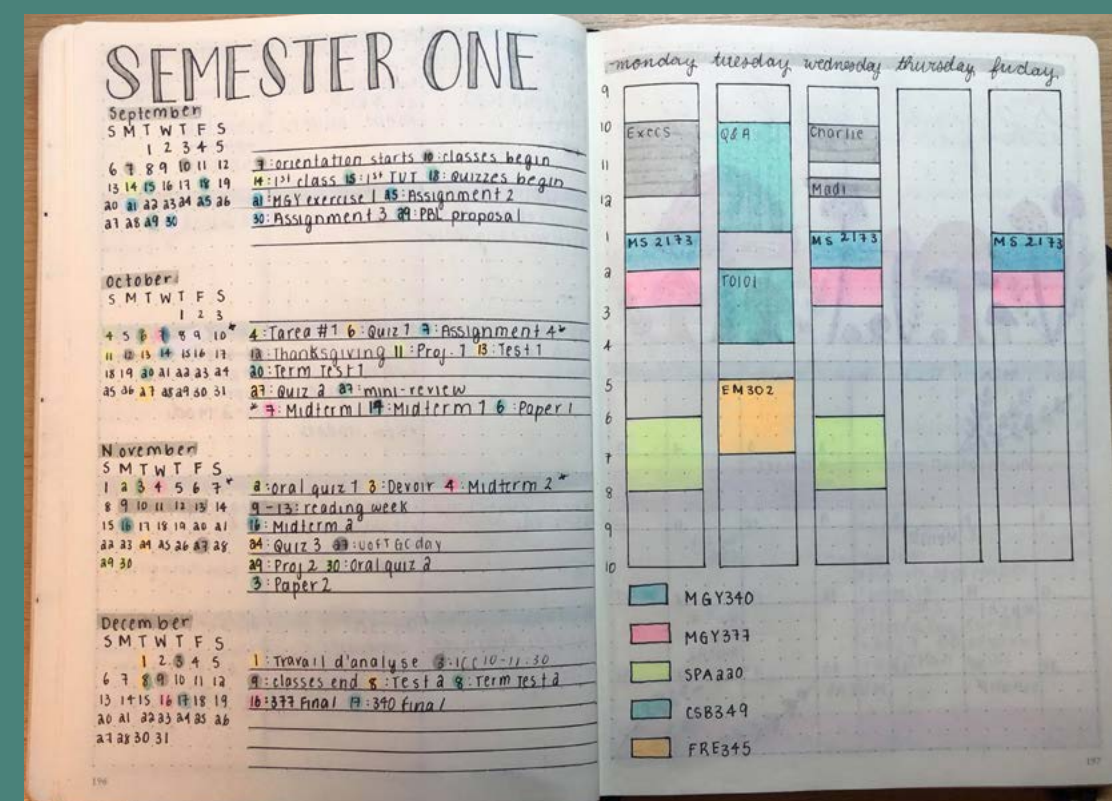 SEMESTER ONE
September
S M T W T F S
1 2 3 4 5
6 7 8 9 10 11 12
13 14 15 16 17 18 19
20 21 22 23 24 25 26
27 28 29 30
7: orientation starts 10: classes begin
14: 1st class 15: 1st TUT 18: Quizzes begin
21: MGY exercise 1 25: Assignment 2
30: Assignment 3 29: PBL proposal
October
S M T W T F S
1 2 3
4 5 6 7 8 9 10*
11 12 13 14 15 16 17
18 19 20 21 22 23 24
25 26 27 28 29 30 31
4: Tarea #1 6: Quiz 1 7: Assignment 4*
12: Thanksgiving 11: Proj. 1 13: Test 1
20: Term Test 1
27: Quiz 2 27: mini-review
* 7: Midterm 1 14: Midterm 1 6: Paper 1
November
S M T W T F S
1 2 3 4 5 6 7*
8 9 10 11 12 13 14
15 16 17 18 19 20 21
22 23 24 25 26 27 28
29 30
2: oral quiz 1 3: Devoir 4: Midterm 2*
9-13: reading week
16: Midterm 2
24: Quiz 3 27: UofT GC day
29: Proj 2 30: Oral quiz 2
3: Paper 2
December
S M T W T F S
1 2 3 4 5
6 7 8 9 10 11 12
13 14 15 16 17 18 19
20 21 22 23 24 25 26
27 28 30 31
1: Travail d'analyse 3: ICC 10-11:30
9: classes end 8: Test 2 8: Term Test 2
16: 377 Final 17: 340 final
196
monday tuesday wednesday thursday friday
9
10
11
12
1
2
3
4
5
6
7
8
9
10
Execs Q&A Charlie
Madi
MS 2173 MS 2173 MS 2173
T0101
EM302
MGY340
MGY377
SPA220
CSB349
FRE345
197